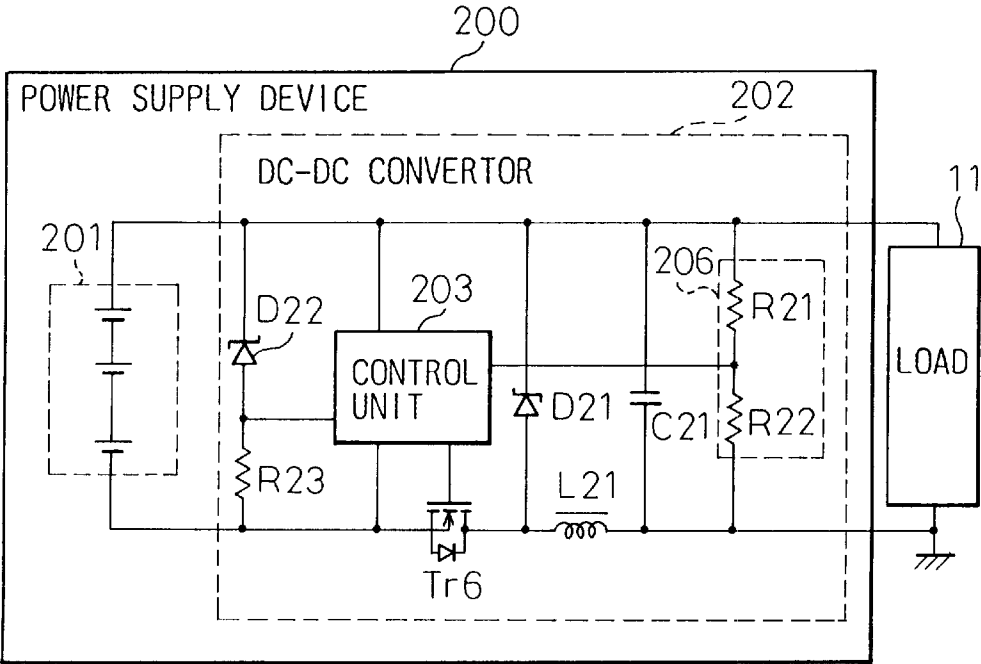 200
POWER SUPPLY DEVICE
202
DC-DC CONVERTOR
11
201
206
203
D22
R21
CONTROL
UNIT
LOAD
D21
C21
R22
R23
L21
Tr6